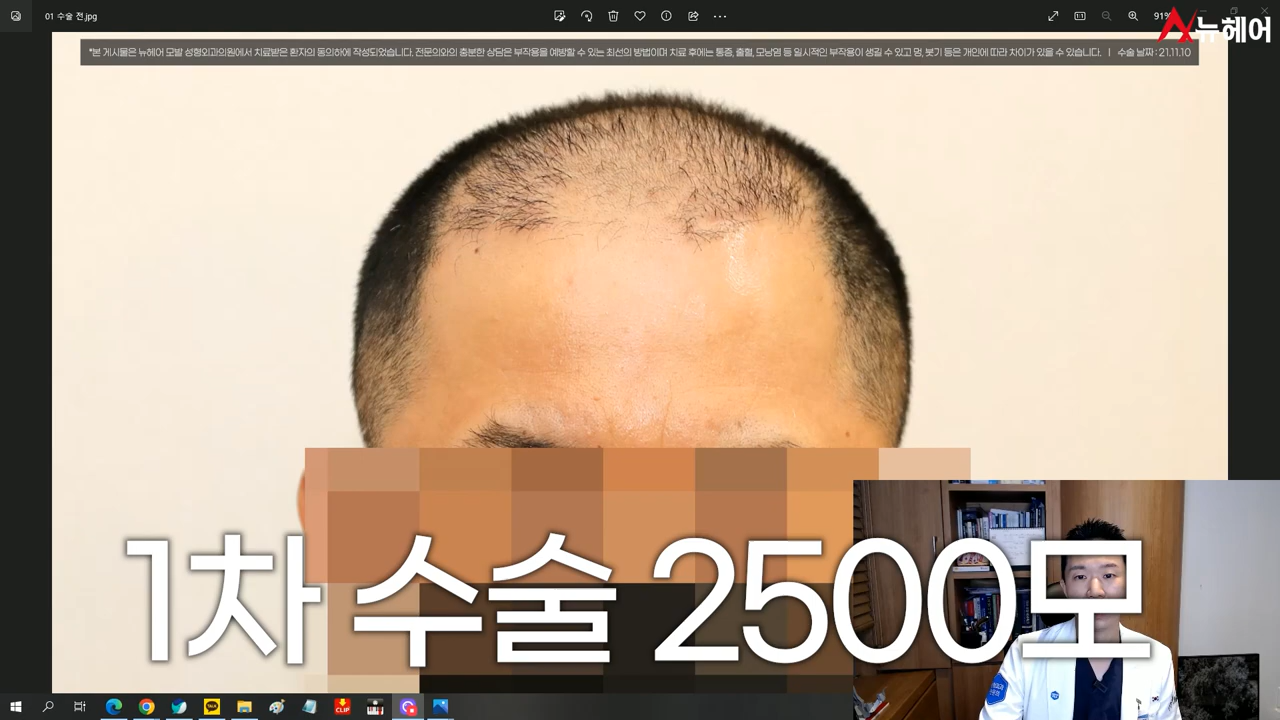 01 수술 전.jpg
91%
뉴헤어
*본 게시물은 뉴헤어 모발 성형외과의원에서 치료받은 환자의 동의하에 작성되었습니다. 전문의와의 충분한 상담은 부작용을 예방할 수 있는 최선의 방법이며 치료 후에는 통증, 출혈, 모낭염 등 일시적인 부작용이 생길 수 있고 멍, 붓기 등은 개인에 따라 차이가 있을 수 있습니다. | 수술 날짜 : 21.11.10
1차 수술 2500모
CLIP